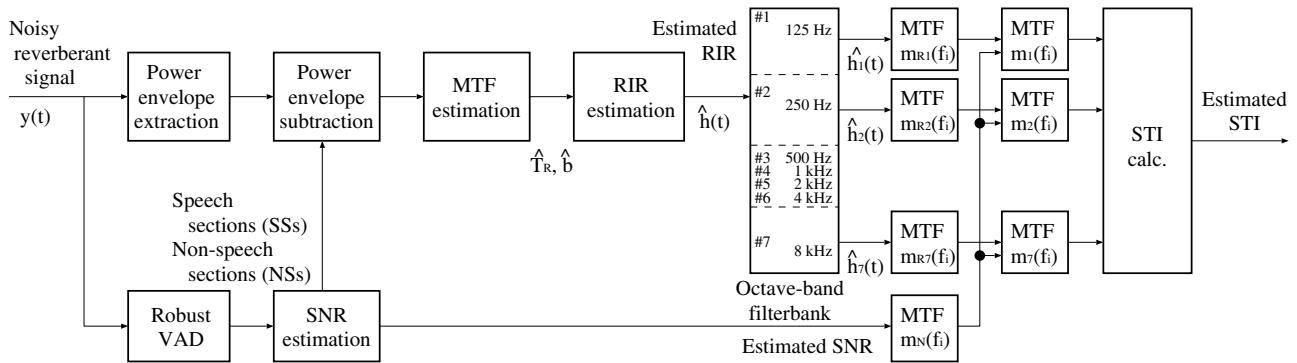 Noisy
reverberant
signal
y(t)
Power
envelope
extraction
Power
envelope
subtraction
MTF
estimation
T̂R, b̂
RIR
estimation
Estimated
RIR
ĥ(t)
#1
125 Hz
#2
250 Hz
#3 500 Hz
#4 1 kHz
#5 2 kHz
#6 4 kHz
#7
8 kHz
Octave-band
filterbank
ĥ1(t)
ĥ2(t)
ĥ7(t)
MTF
mR1(fi)
MTF
m1(fi)
MTF
mR2(fi)
MTF
m2(fi)
MTF
mR7(fi)
MTF
m7(fi)
STI
calc.
Estimated
STI
Speech
sections (SSs)
Non-speech
sections (NSs)
Robust
VAD
SNR
estimation
Estimated SNR
MTF
mN(fi)